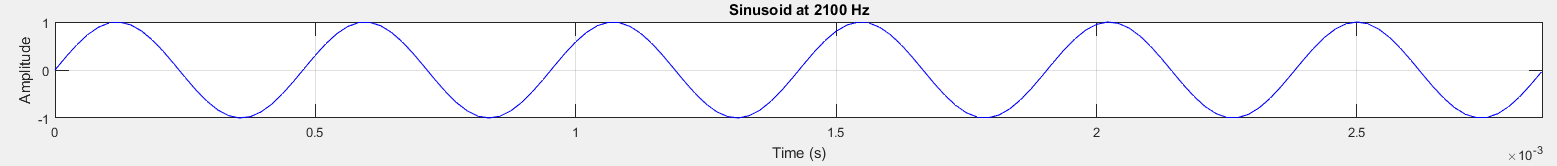 Sinusoid at 2100 Hz
1
0
-1
Amplitude
0 0.5 1 1.5 2 2.5
Time (s)
×10-3